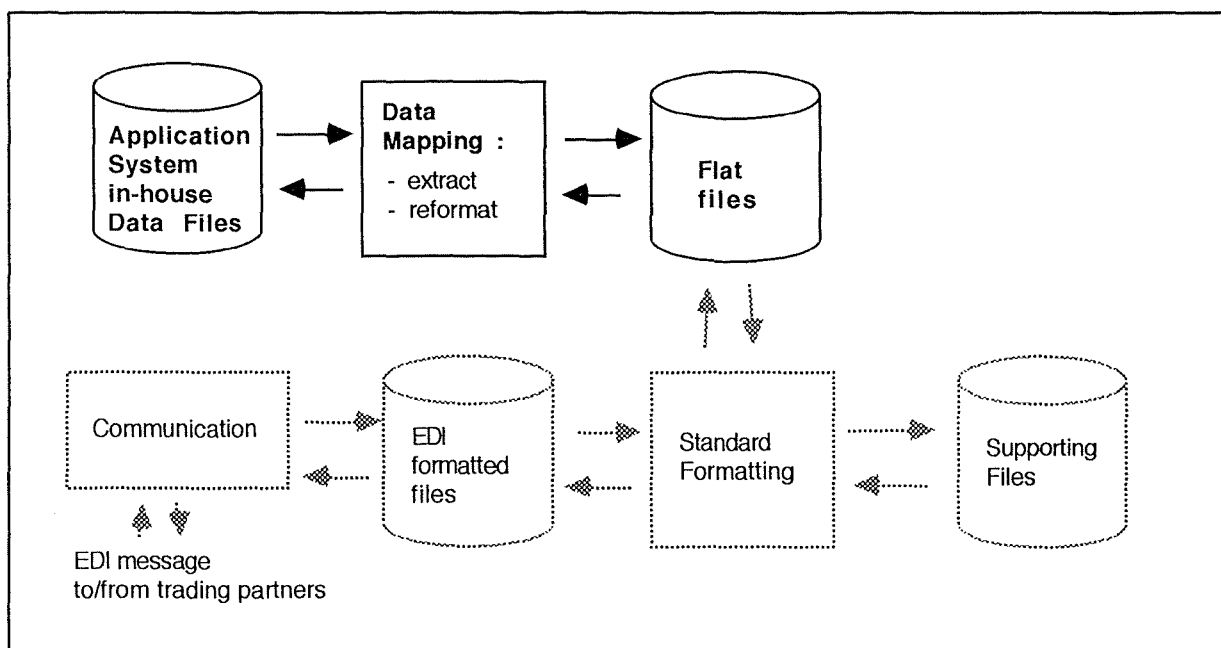 Application
System
in-house
Data Files
Data
Mapping :
- extract
- reformat
Flat
files
Communication
EDI
formatted
files
Standard
Formatting
Supporting
Files
EDI message
to/from trading partners